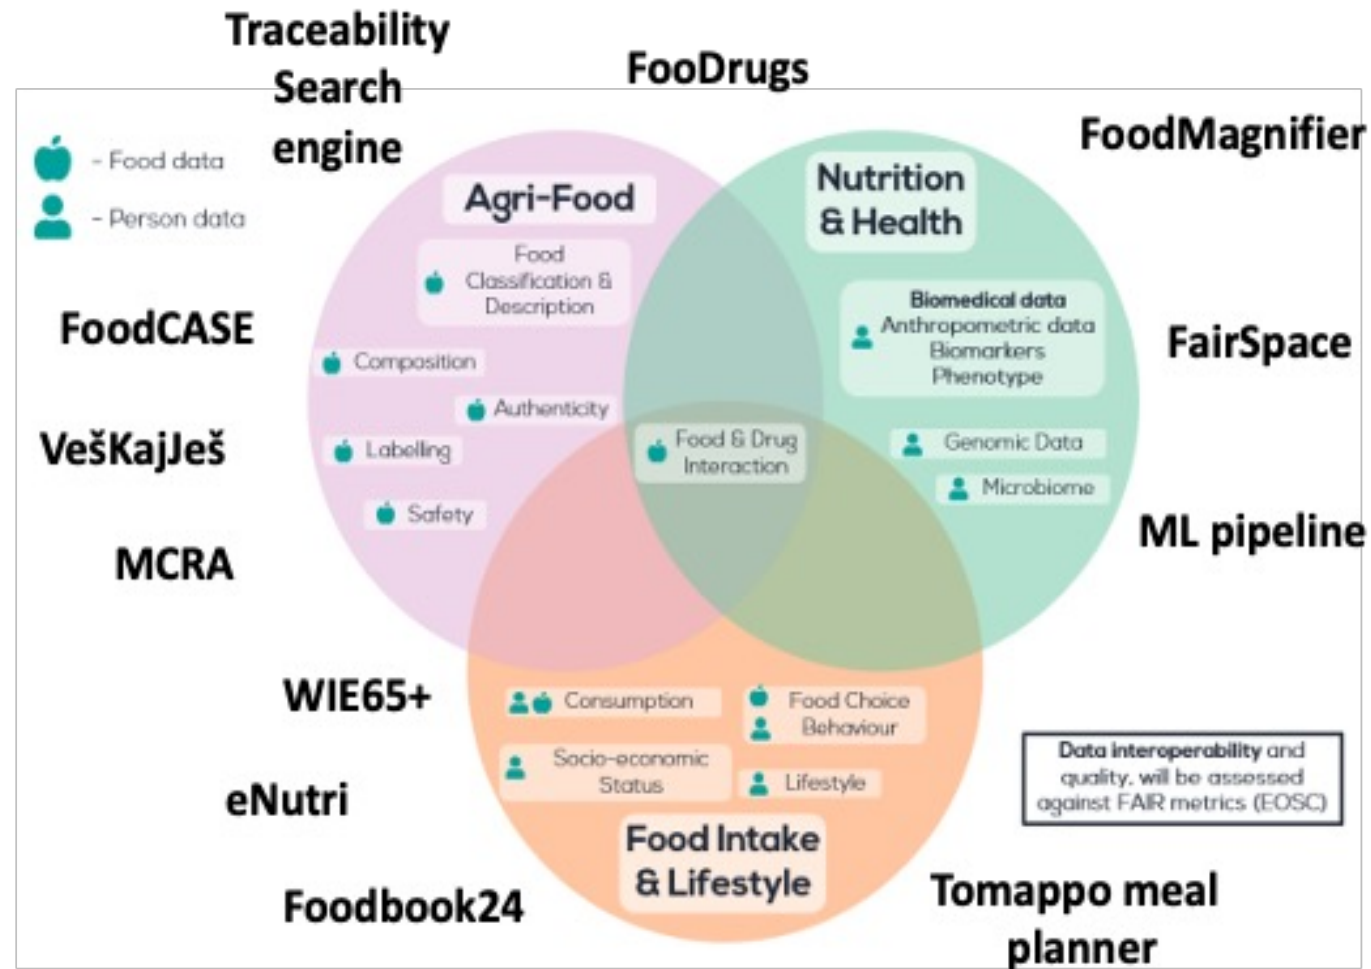 Traceability
Search
engine
FooDrugs
FoodMagnifier
- Food data
- Person data
Agri-Food
Nutrition
& Health
Food
Classification &
Description
Biomedical data
Anthropometric data
Biomarkers
Phenotype
FoodCASE
FairSpace
Composition
Authenticity
VeškajJeš
Labelling
Food & Drug
Interaction
Genomic Data
Microbiome
Safety
ML pipeline
MCRA
WIE65+
Consumption
Food Choice
Behaviour
Socio-economic
Status
Lifestyle
Data interoperability and
quality, will be assessed
against FAIR metrics (EOSC)
eNutri
Food Intake
& Lifestyle
Foodbook24
Tomappo meal
planner